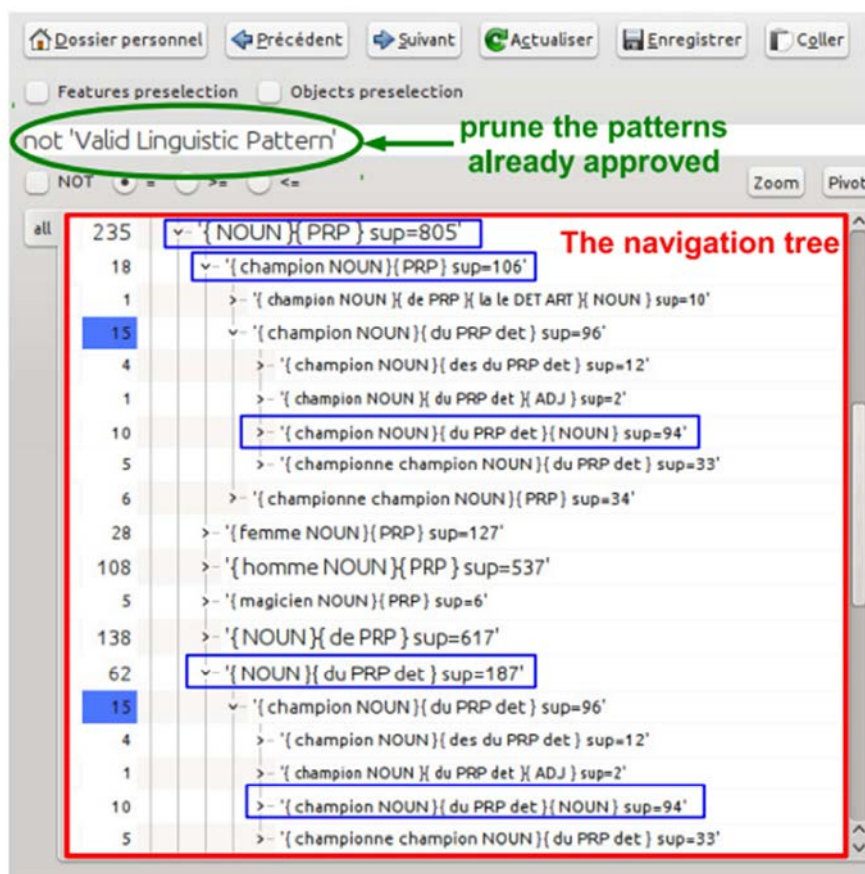 Dossier personnel Précédent Suivant Actualiser Enregistrer Coller
Features preselection Objects preselection
not 'Valid Linguistic Pattern' prune the patterns
already approved
NOT = >= <= Zoom Pivot
all 235 '{ NOUN }{ PRP } sup=805' The navigation tree
18 '{ champion NOUN }{ PRP } sup=106'
1 '{ champion NOUN }{ de PRP }{ la le DET ART }{ NOUN } sup=10'
15 '{ champion NOUN }{ du PRP det } sup=96'
4 '{ champion NOUN }{ des du PRP det } sup=12'
1 '{ champion NOUN }{ du PRP det }{ ADJ } sup=2'
10 '{ champion NOUN }{ du PRP det }{ NOUN } sup=94'
5 '{ championne champion NOUN }{ du PRP det } sup=33'
6 '{ championne champion NOUN }{ PRP } sup=34'
28 '{ femme NOUN }{ PRP } sup=127'
108 '{ homme NOUN }{ PRP } sup=537'
5 '{ magicien NOUN }{ PRP } sup=6'
138 '{ NOUN }{ de PRP } sup=617'
62 '{ NOUN }{ du PRP det } sup=187'
15 '{ champion NOUN }{ du PRP det } sup=96'
4 '{ champion NOUN }{ des du PRP det } sup=12'
1 '{ champion NOUN }{ du PRP det }{ ADJ } sup=2'
10 '{ champion NOUN }{ du PRP det }{ NOUN } sup=94'
5 '{ championne champion NOUN }{ du PRP det } sup=33'